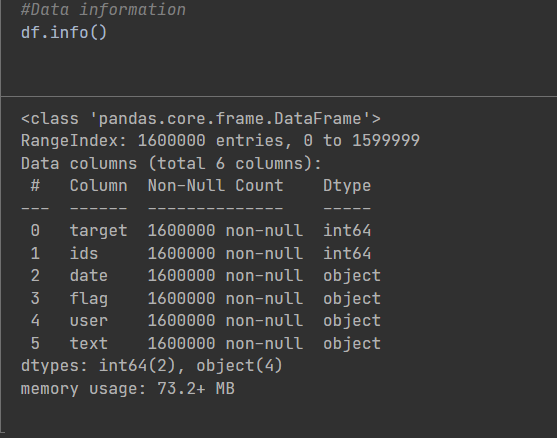 #Data information
df.info()
<class 'pandas.core.frame.DataFrame'>
RangeIndex: 1600000 entries, 0 to 1599999
Data columns (total 6 columns):
 #   Column  Non-Null Count    Dtype
---  ------  --------------    -----
 0   target  1600000 non-null  int64
 1   ids     1600000 non-null  int64
 2   date    1600000 non-null  object
 3   flag    1600000 non-null  object
 4   user    1600000 non-null  object
 5   text    1600000 non-null  object
dtypes: int64(2), object(4)
memory usage: 73.2+ MB